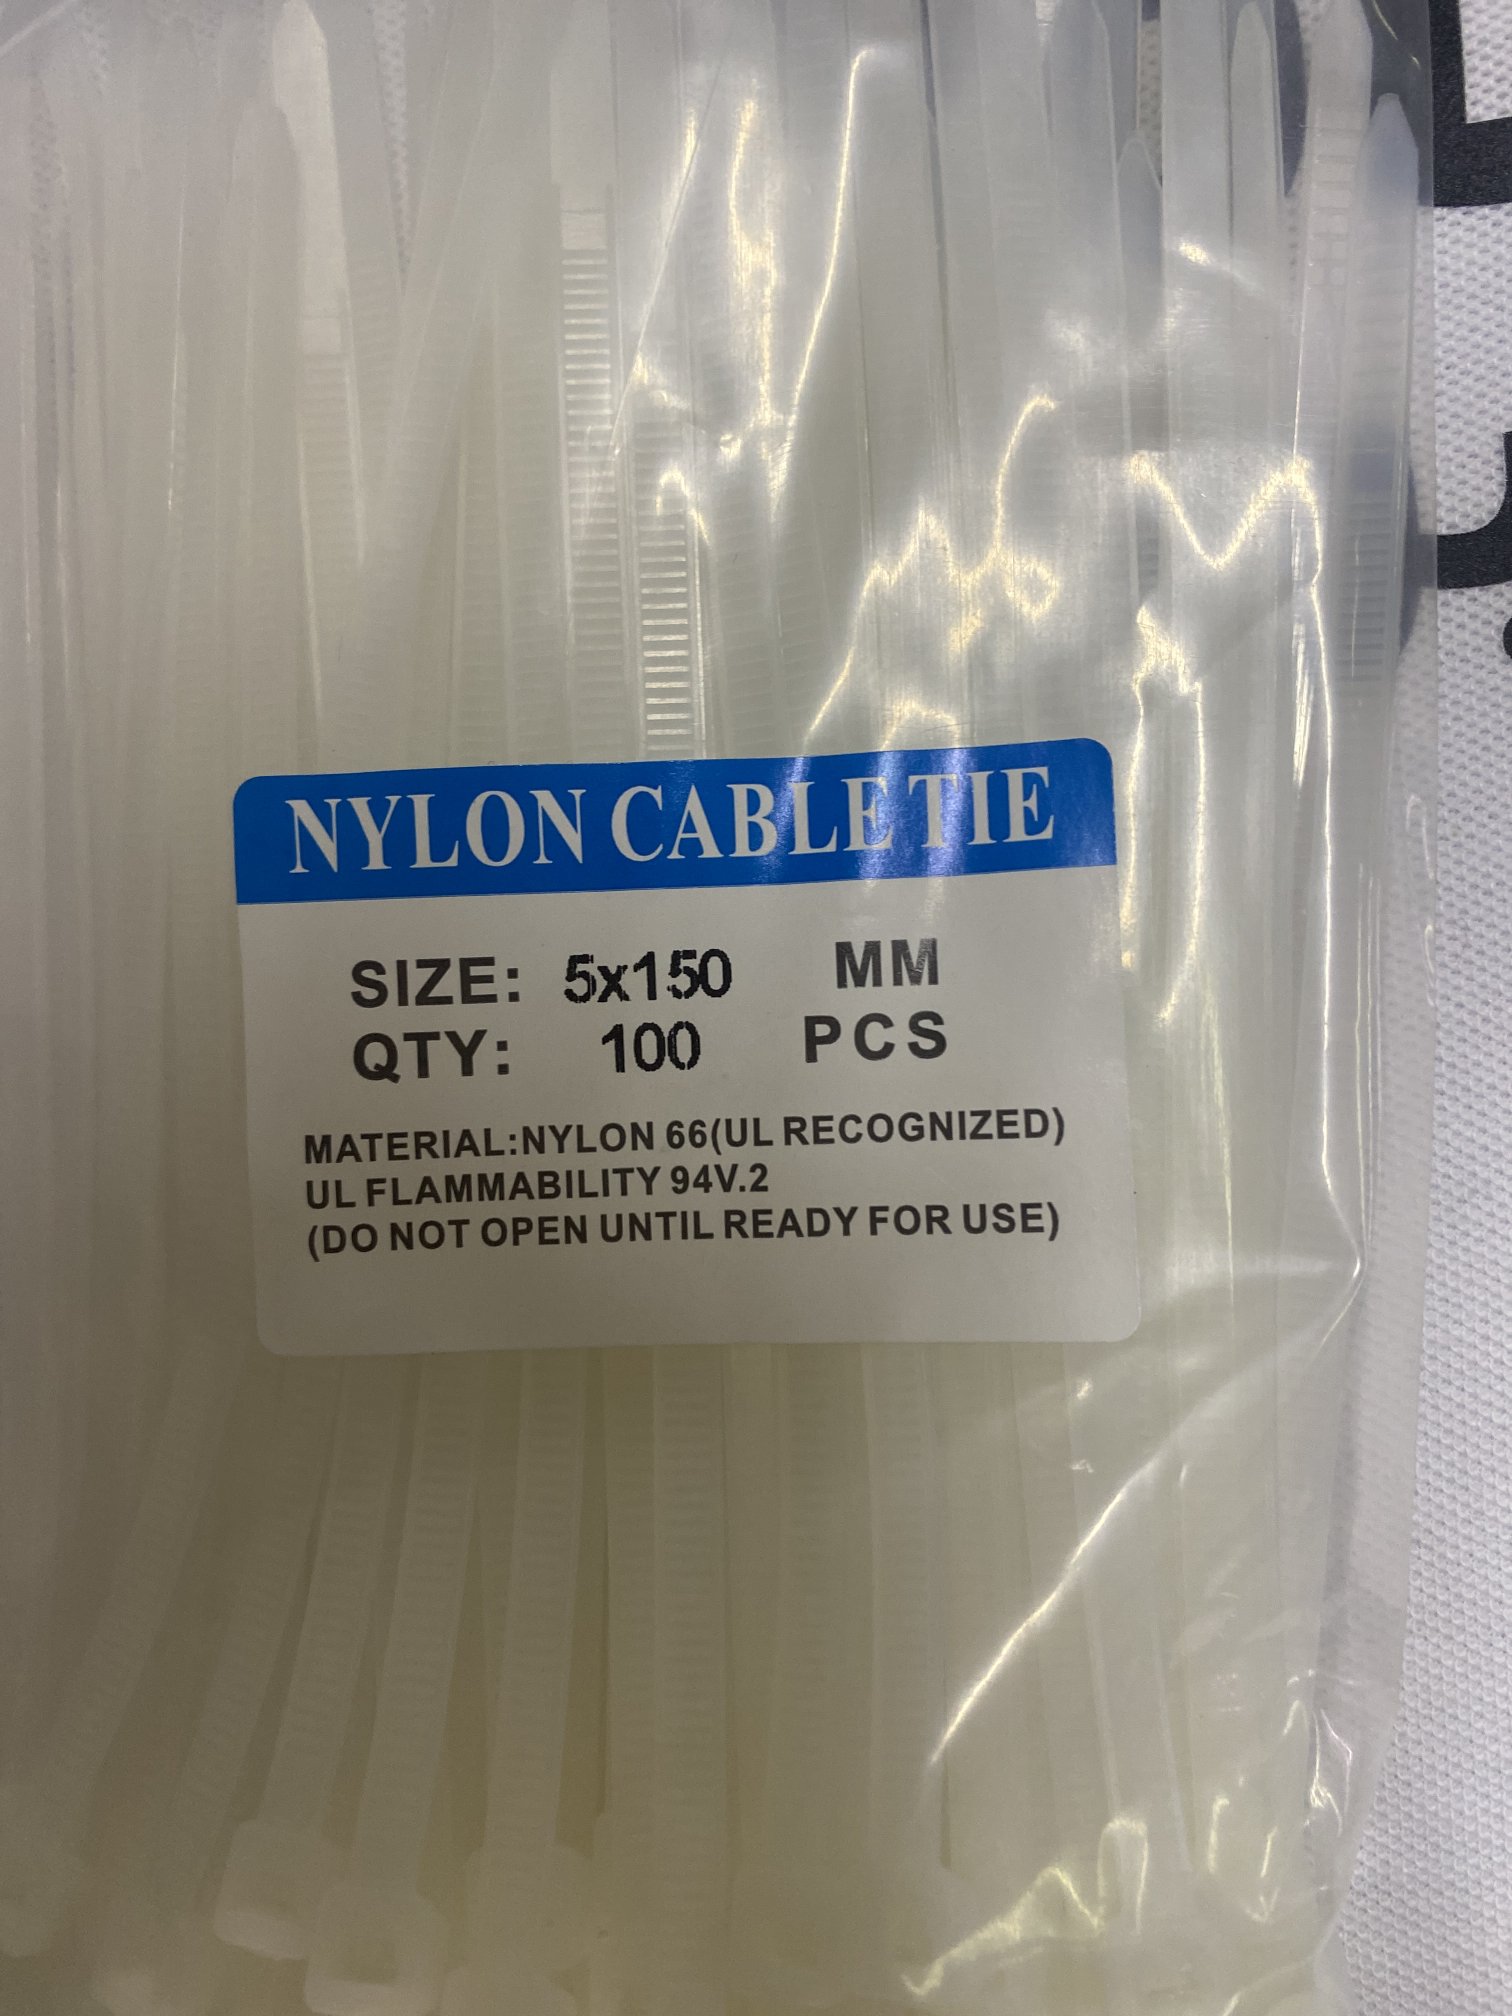 NYLON CABLE TIE
SIZE: 5x150 MM
QTY: 100 PCS
MATERIAL:NYLON 66(UL RECOGNIZED)
UL FLAMMABILITY 94V.2
(DO NOT OPEN UNTIL READY FOR USE)